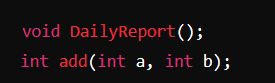 void DailyReport();
int add(int a, int b);